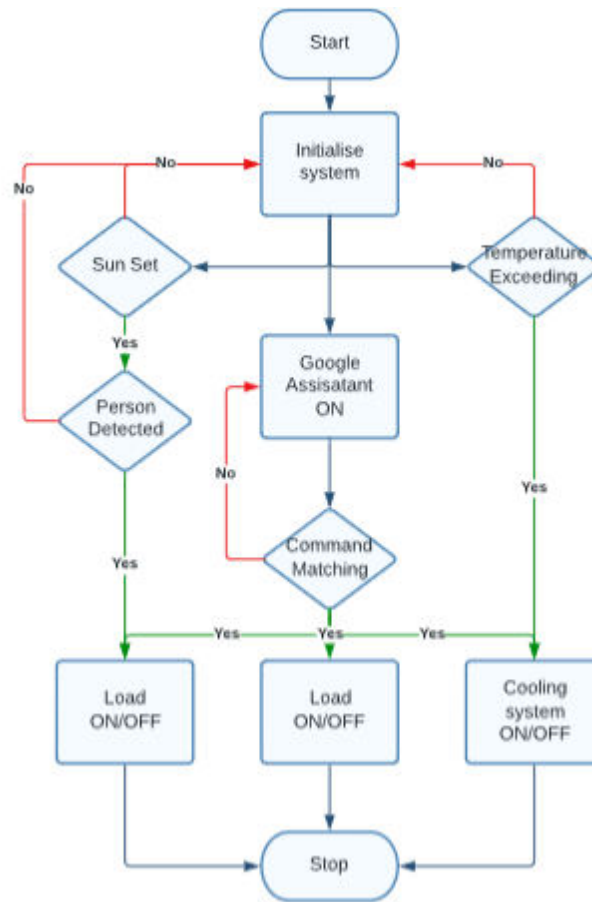 Start
Initialise
system
No
No
No
Sun Set
Temperature
Exceeding
Yes
Google
Assisatant
ON
Person
Detected
No
Yes
Command
Matching
Yes
Yes
Yes
Yes
Load
ON/OFF
Load
ON/OFF
Cooling
system
ON/OFF
Stop